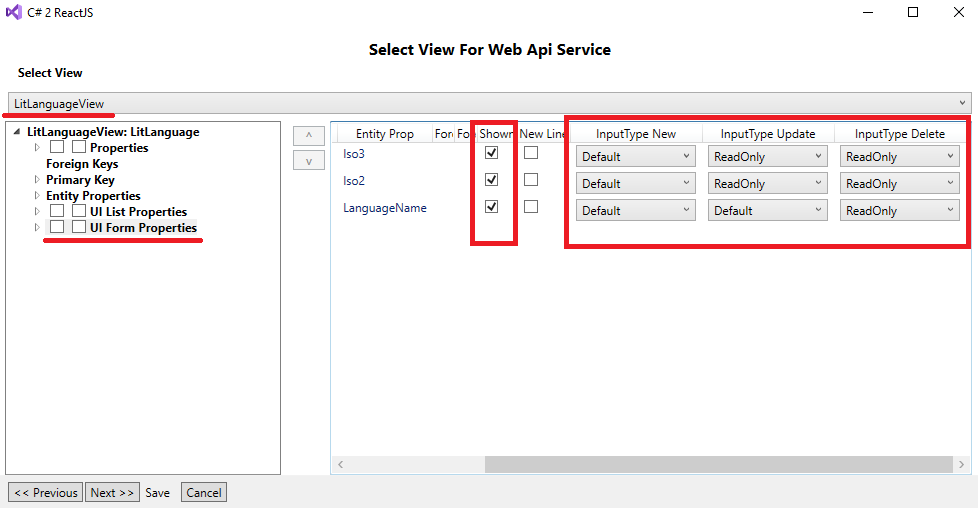 C# 2 ReactJS
Select View For Web Api Service
Select View
LitLanguageView
LitLanguageView: LitLanguage
Properties
Foreign Keys
Primary Key
Entity Properties
UI List Properties
UI Form Properties
^
v
Entity Prop Fore Fo Shown New Line InputType New InputType Update InputType Delete
Iso3 Default ReadOnly ReadOnly
Iso2 Default ReadOnly ReadOnly
LanguageName Default Default ReadOnly
<< Previous Next >> Save Cancel